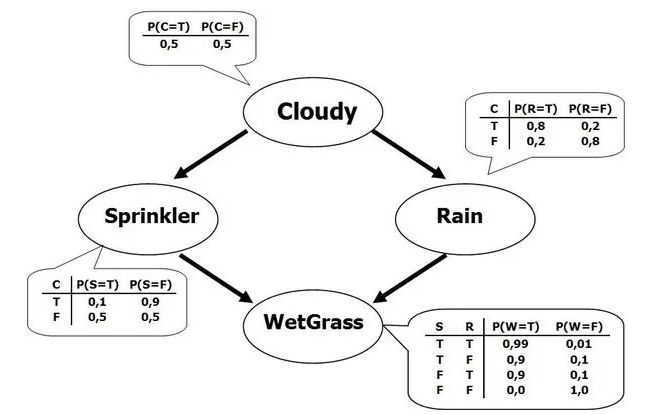 P(C=T) P(C=F)
0,5 0,5
Cloudy
C P(R=T) P(R=F)
T 0,8 0,2
F 0,2 0,8
Sprinkler
Rain
C P(S=T) P(S=F)
T 0,1 0,9
F 0,5 0,5
WetGrass
S R P(W=T) P(W=F)
T T 0,99 0,01
T F 0,9 0,1
F T 0,9 0,1
F F 0,0 1,0